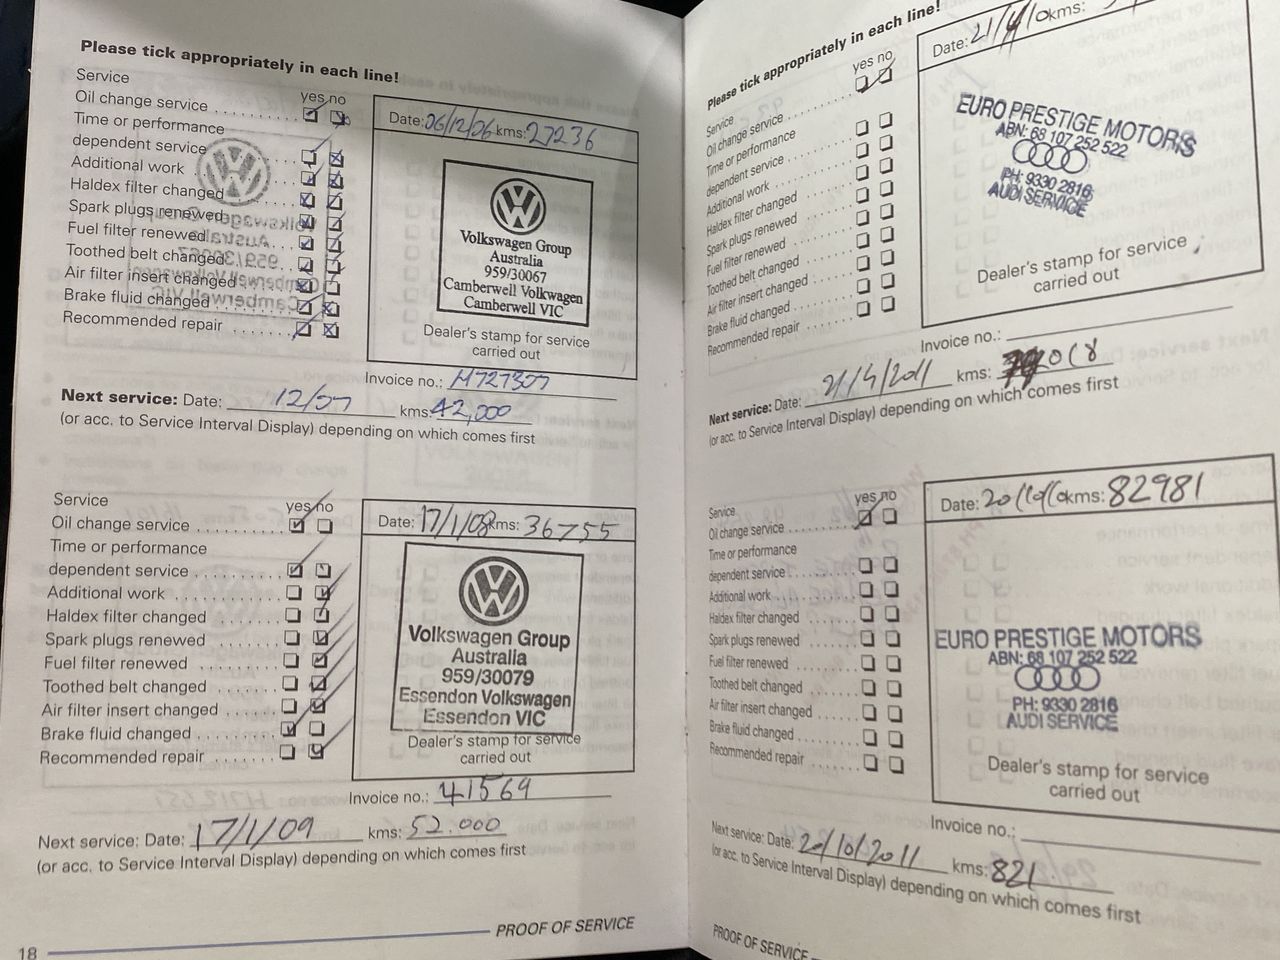 Please tick appropriately in each line!
Service
yes no
Oil change service
Time or performance
dependent service
Additional work
Haldex filter changed
Spark plugs renewed
Fuel filter renewed
Toothed belt changed
Air filter insert changed
Brake fluid changed
Recommended repair
Date: 06/12/06 kms: 27236
Volkswagen Group
Australia
959/30067
Camberwell Volkswagen
Camberwell VIC
Dealer's stamp for service
carried out
Invoice no.:
Next service: Date: 12/07 kms: 42,000
(or acc. to Service Interval Display) depending on which comes first
Service
yes no
Oil change service
Time or performance
dependent service
Additional work
Haldex filter changed
Spark plugs renewed
Fuel filter renewed
Toothed belt changed
Air filter insert changed
Brake fluid changed
Recommended repair
Date: 17/1/08 kms: 36755
Volkswagen Group
Australia
959/30079
Essendon Volkswagen
Essendon VIC
Dealer's stamp for service
carried out
Invoice no.: 41569
Next service: Date: 17/1/09 kms: 52.000
(or acc. to Service Interval Display) depending on which comes first
18
PROOF OF SERVICE
Please tick appropriately in each line!
Service
yes no
Oil change service
Time or performance
dependent service
Additional work
Haldex filter changed
Spark plugs renewed
Fuel filter renewed
Toothed belt changed
Air filter insert changed
Brake fluid changed
Recommended repair
Date: 21/4/10 kms:
EURO PRESTIGE MOTORS
ABN: 68 107 252 522
PH: 9330 2816
AUDI SERVICE
Dealer's stamp for service
carried out
Invoice no.:
Next service: Date: 21/4/2011 kms:
(or acc. to Service Interval Display) depending on which comes first
Service
yes no
Oil change service
Time or performance
dependent service
Additional work
Haldex filter changed
Spark plugs renewed
Fuel filter renewed
Toothed belt changed
Air filter insert changed
Brake fluid changed
Recommended repair
Date: 20/10/10 kms: 82981
EURO PRESTIGE MOTORS
ABN: 68 107 252 522
PH: 9330 2816
AUDI SERVICE
Dealer's stamp for service
carried out
Invoice no.:
Next service: Date: 20/10/2011 kms: 821
(or acc. to Service Interval Display) depending on which comes first
PROOF OF SERVICE